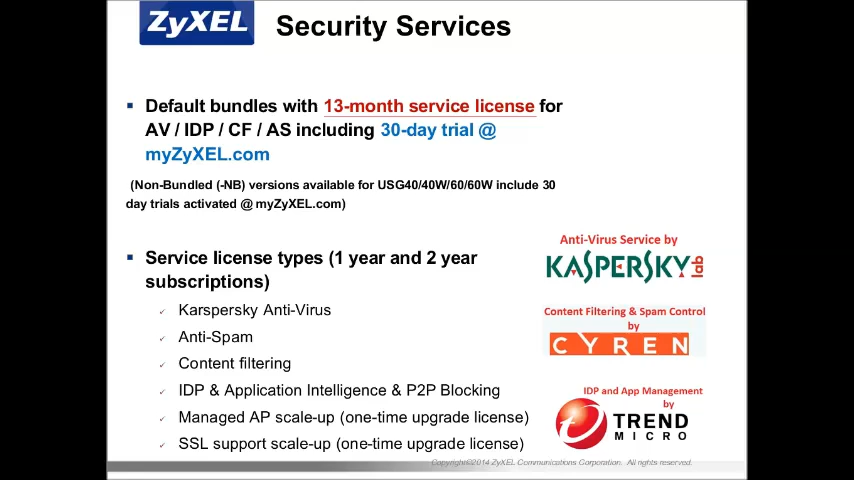 ZyXEL
Security Services
Default bundles with 13-month service license for
AV / IDP / CF / AS including 30-day trial @
myZyXEL.com
(Non-Bundled (-NB) versions available for USG40/40W/60/60W include 30
day trials activated @ myZyXEL.com)
Service license types (1 year and 2 year
subscriptions)
Karspersky Anti-Virus
Anti-Spam
Content filtering
IDP & Application Intelligence & P2P Blocking
Managed AP scale-up (one-time upgrade license)
SSL support scale-up (one-time upgrade license)
Anti-Virus Service by
KASPERSKY lab
Content Filtering & Spam Control
by
CYREN
IDP and App Management
by
TREND
MICRO
Copyright©2014 ZyXEL Communications Corporation. All rights reserved.